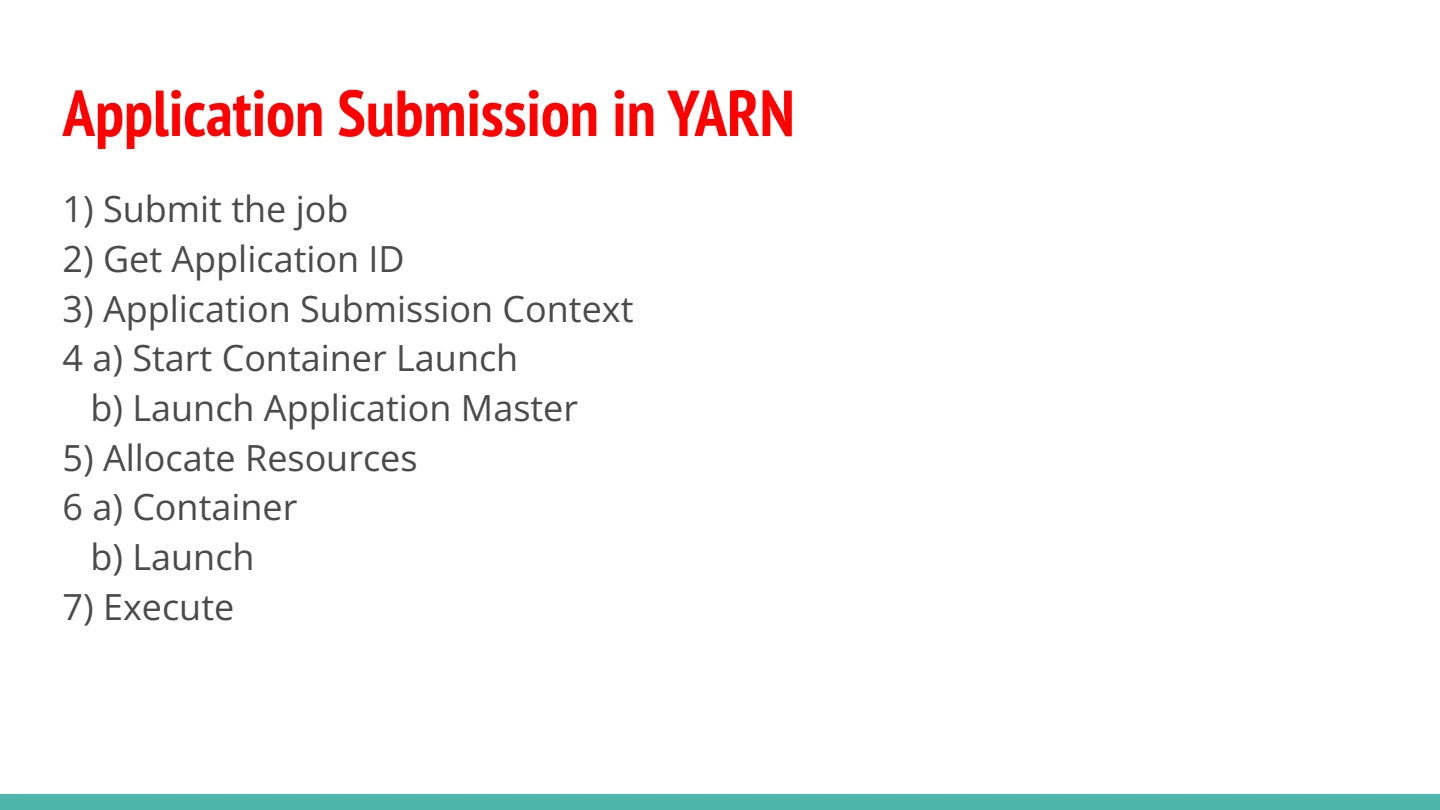 Application Submission in YARN
1) Submit the job
2) Get Application ID
3) Application Submission Context
4 a) Start Container Launch
b) Launch Application Master
5) Allocate Resources
6 a) Container
b) Launch
7) Execute